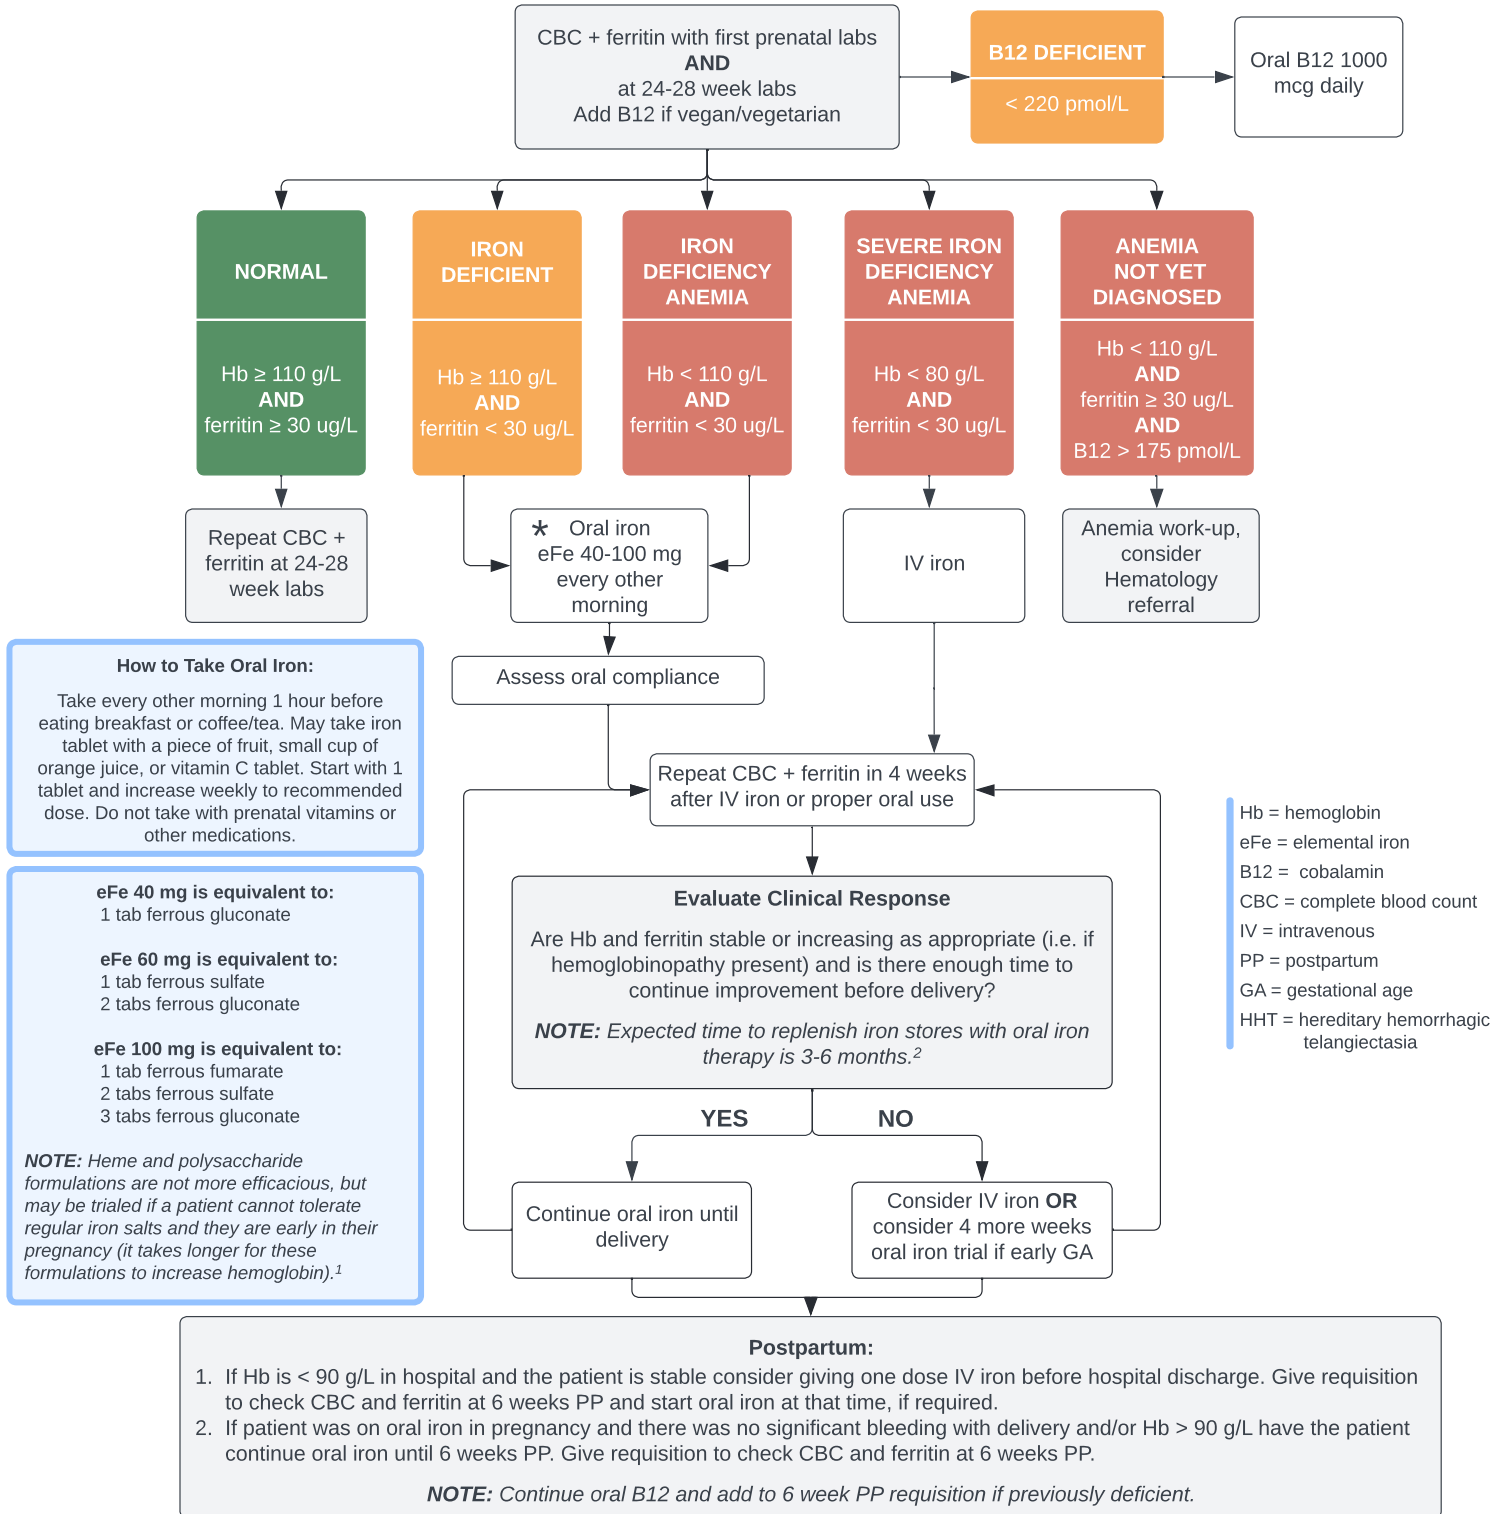 CBC + ferritin with first prenatal labs
AND
at 24-28 week labs
Add B12 if vegan/vegetarian
B12 DEFICIENT
< 220 pmol/L
Oral B12 1000
mcg daily
NORMAL
Hb ≥ 110 g/L
AND
ferritin ≥ 30 ug/L
IRON
DEFICIENT
Hb ≥ 110 g/L
AND
ferritin < 30 ug/L
IRON
DEFICIENCY
ANEMIA
Hb < 110 g/L
AND
ferritin < 30 ug/L
SEVERE IRON
DEFICIENCY
ANEMIA
Hb < 80 g/L
AND
ferritin < 30 ug/L
ANEMIA
NOT YET
DIAGNOSED
Hb < 110 g/L
AND
ferritin ≥ 30 ug/L
AND
B12 > 175 pmol/L
Repeat CBC +
ferritin at 24-28
week labs
* Oral iron
eFe 40-100 mg
every other
morning
IV iron
Anemia work-up,
consider
Hematology
referral
Assess oral compliance
How to Take Oral Iron:
Take every other morning 1 hour before
eating breakfast or coffee/tea. May take iron
tablet with a piece of fruit, small cup of
orange juice, or vitamin C tablet. Start with 1
tablet and increase weekly to recommended
dose. Do not take with prenatal vitamins or
other medications.
Repeat CBC + ferritin in 4 weeks
after IV iron or proper oral use
eFe 40 mg is equivalent to:
1 tab ferrous gluconate
eFe 60 mg is equivalent to:
1 tab ferrous sulfate
2 tabs ferrous gluconate
eFe 100 mg is equivalent to:
1 tab ferrous fumarate
2 tabs ferrous sulfate
3 tabs ferrous gluconate
NOTE: Heme and polysaccharide
formulations are not more efficacious, but
may be trialed if a patient cannot tolerate
regular iron salts and they are early in their
pregnancy (it takes longer for these
formulations to increase hemoglobin).1
Evaluate Clinical Response
Are Hb and ferritin stable or increasing as appropriate (i.e. if
hemoglobinopathy present) and is there enough time to
continue improvement before delivery?
NOTE: Expected time to replenish iron stores with oral iron
therapy is 3-6 months.2
Hb = hemoglobin
eFe = elemental iron
B12 = cobalamin
CBC = complete blood count
IV = intravenous
PP = postpartum
GA = gestational age
HHT = hereditary hemorrhagic
telangiectasia
YES
NO
Continue oral iron until
delivery
Consider IV iron OR
consider 4 more weeks
oral iron trial if early GA
Postpartum:
1. If Hb is < 90 g/L in hospital and the patient is stable consider giving one dose IV iron before hospital discharge. Give requisition
to check CBC and ferritin at 6 weeks PP and start oral iron at that time, if required.
2. If patient was on oral iron in pregnancy and there was no significant bleeding with delivery and/or Hb > 90 g/L have the patient
continue oral iron until 6 weeks PP. Give requisition to check CBC and ferritin at 6 weeks PP.
NOTE: Continue oral B12 and add to 6 week PP requisition if previously deficient.